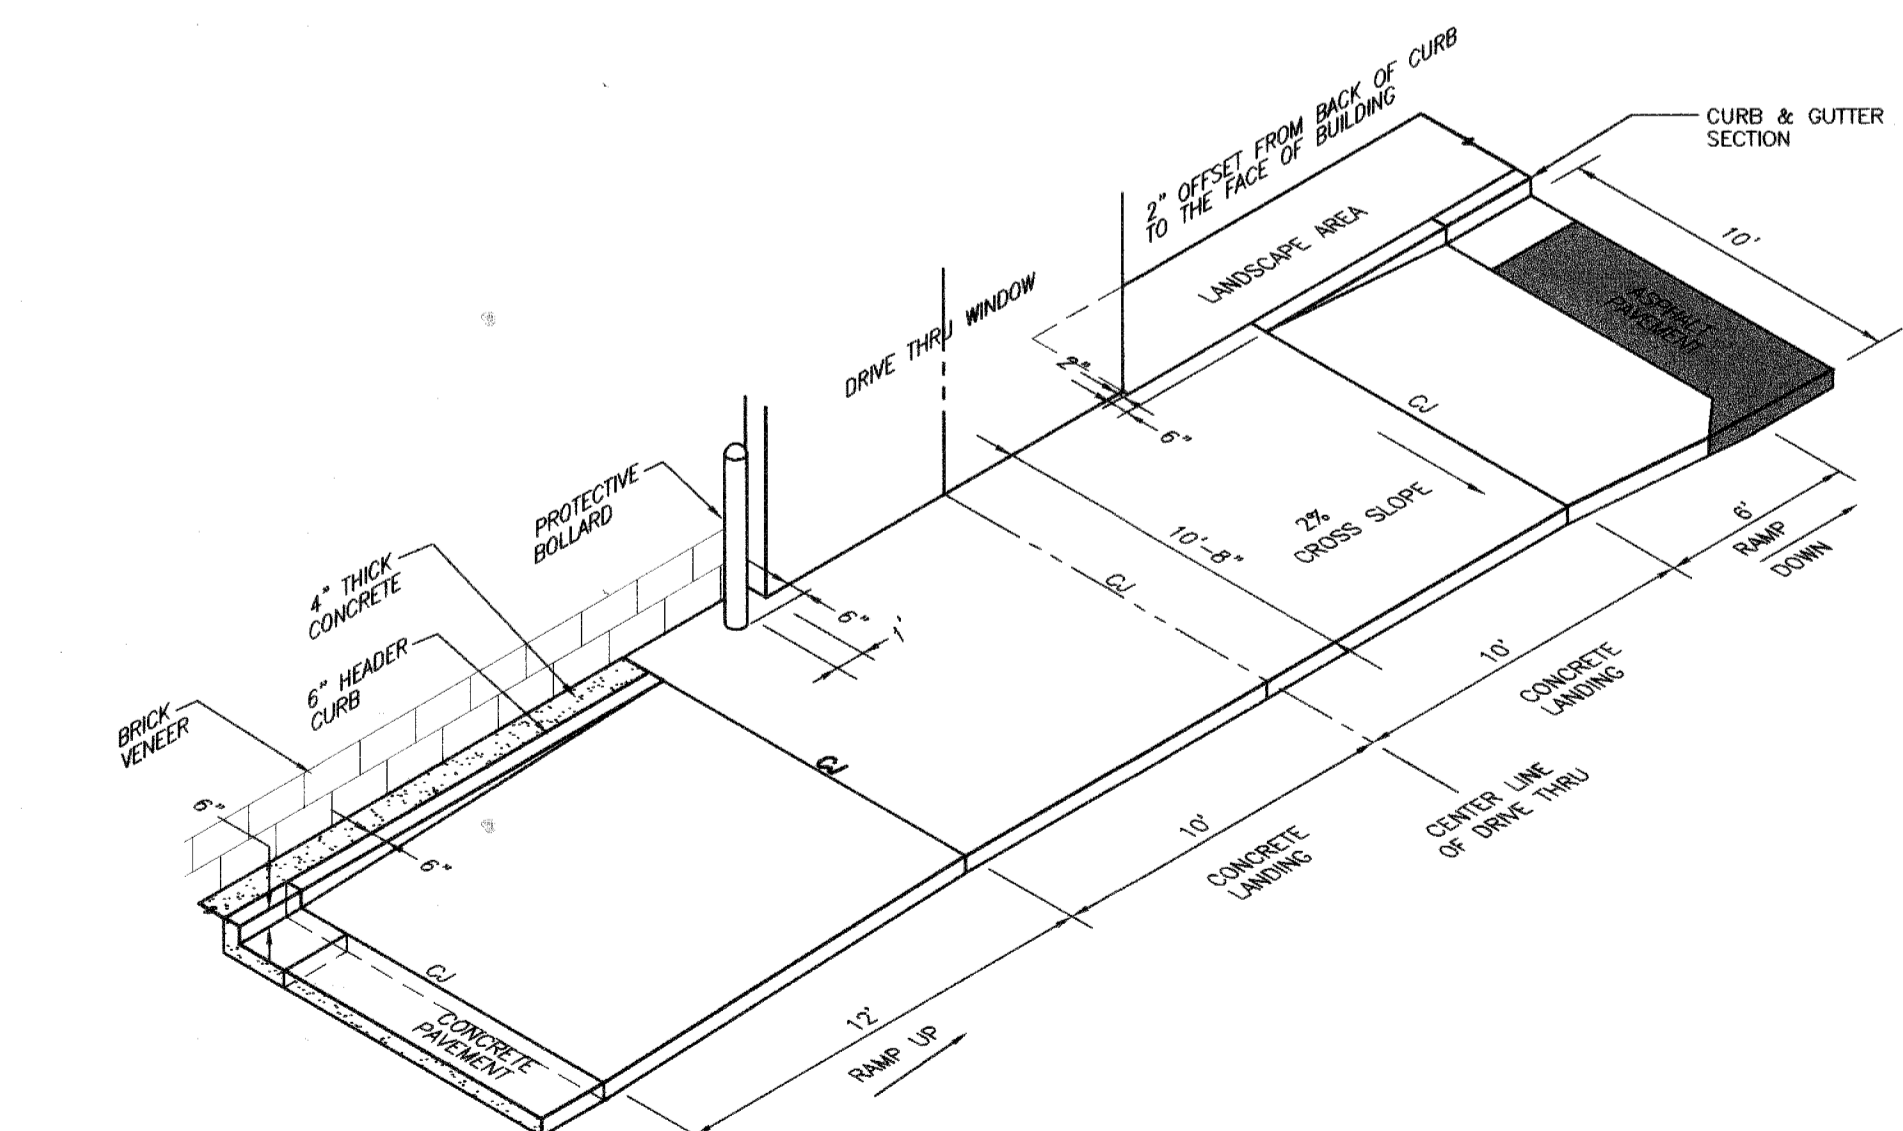 2" OFFSET FROM BACK OF CURB
TO THE FACE OF BUILDING
CURB & GUTTER
SECTION
LANDSCAPE AREA
10'
ASPHALT
PAVEMENT
DRIVE THRU WINDOW
2"
6"
CJ
PROTECTIVE
BOLLARD
2%
CROSS SLOPE
10'-8"
6'
RAMP
DOWN
4" THICK
CONCRETE
CJ
6"
1'
6" HEADER
CURB
10'
CONCRETE
LANDING
BRICK
VENEER
CJ
CENTER LINE
OF DRIVE THRU
6"
10'
CONCRETE
LANDING
6"
CJ
12'
RAMP UP
CONCRETE
PAVEMENT